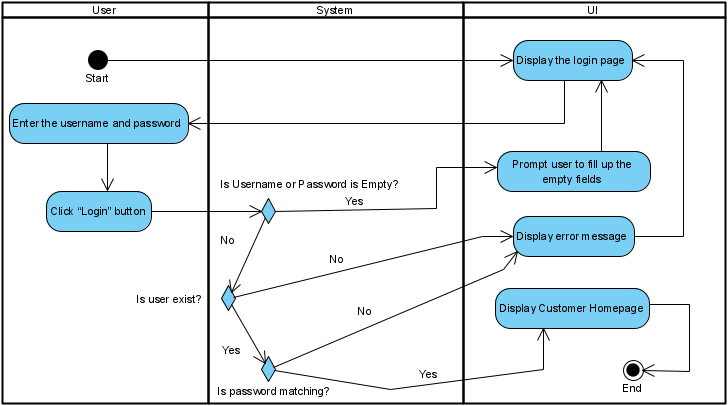 User
System
UI
Start
Display the login page
Enter the username and password
Prompt user to fill up the
empty fields
Is Username or Password is Empty?
Yes
Click “Login” button
No
Display error message
No
Is user exist?
Display Customer Homepage
No
Yes
Is password matching?
Yes
End